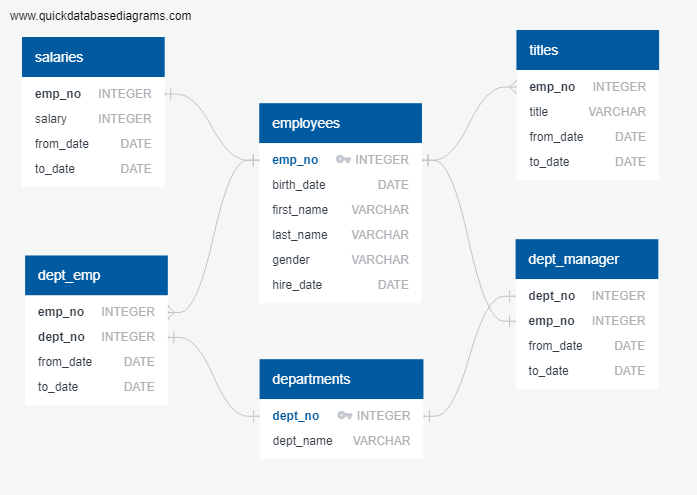 www.quickdatabasediagrams.com
salaries
emp_no INTEGER
salary INTEGER
from_date DATE
to_date DATE
titles
emp_no INTEGER
title VARCHAR
from_date DATE
to_date DATE
employees
emp_no INTEGER
birth_date DATE
first_name VARCHAR
last_name VARCHAR
gender VARCHAR
hire_date DATE
dept_emp
emp_no INTEGER
dept_no INTEGER
from_date DATE
to_date DATE
dept_manager
dept_no INTEGER
emp_no INTEGER
from_date DATE
to_date DATE
departments
dept_no INTEGER
dept_name VARCHAR